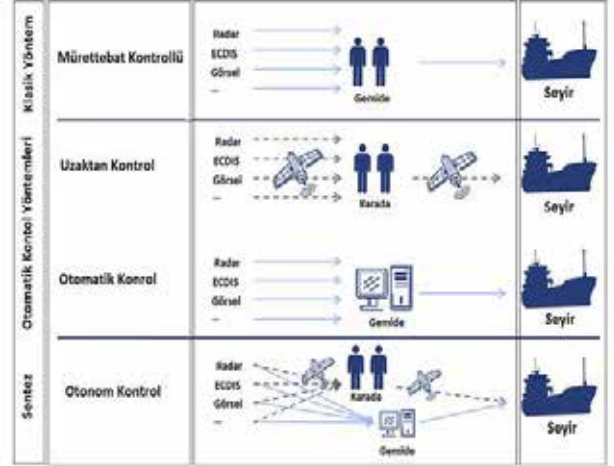 Klasik Yöntem
Mürettebat Kontrollü
Radar
ECDIS
Görsel
...
Gemide
Seyir
Otomatik Kontol Yöntemleri
Uzaktan Kontrol
Radar
ECDIS
Görsel
...
Karada
Seyir
Otomatik Konrol
Radar
ECDIS
Görsel
...
Gemide
Seyir
Sentez
Otonom Kontrol
Radar
ECDIS
Görsel
...
Karada
Gemide
Seyir